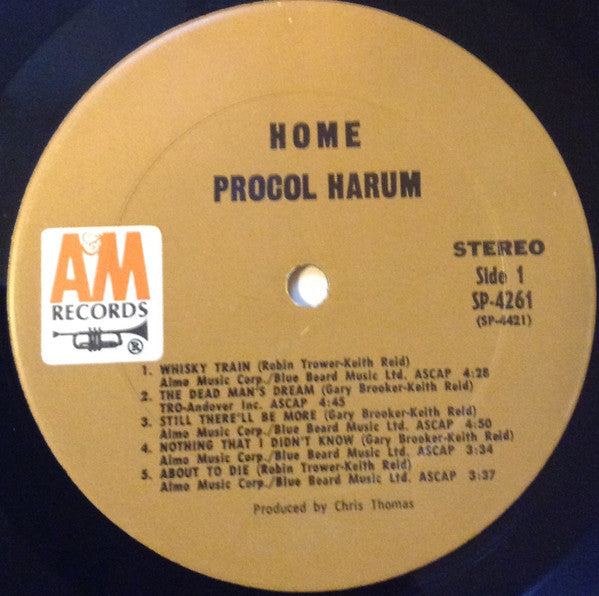 HOME
PROCOL HARUM
A&M
RECORDS
®
STEREO
Side 1
SP-4261
(SP-4421)
1. WHISKY TRAIN (Robin Trower-Keith Reid)
Almo Music Corp./Blue Beard Music Ltd. ASCAP 4:28
2. THE DEAD MAN'S DREAM (Gary Brooker-Keith Reid)
TRO-Andover Inc. ASCAP 4:45
3. STILL THERE'LL BE MORE (Gary Brooker-Keith Reid)
Almo Music Corp./Blue Beard Music Ltd. ASCAP 4:50
4. NOTHING THAT I DIDN'T KNOW (Gary Brooker-Keith Reid)
Almo Music Corp./Blue Beard Music Ltd. ASCAP 3:34
5. ABOUT TO DIE (Robin Trower-Keith Reid)
Almo Music Corp./Blue Beard Music Ltd. ASCAP 3:37
Produced by Chris Thomas